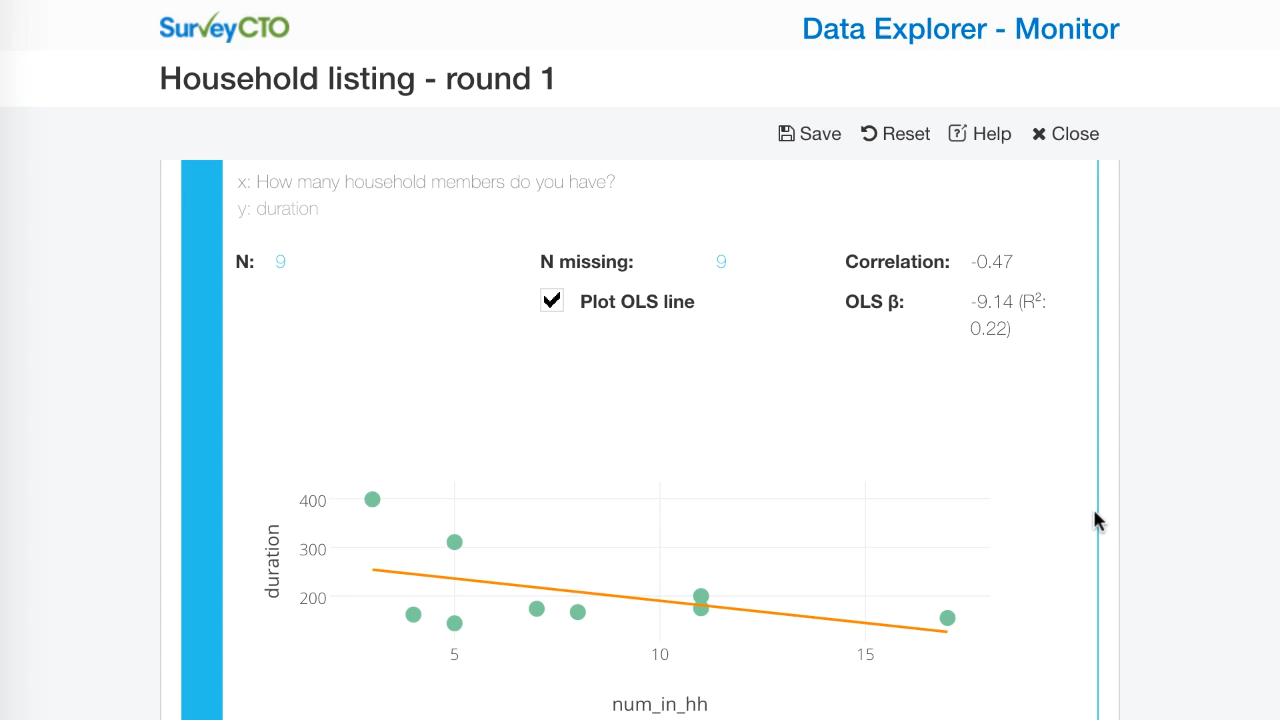 SurveyCTO
Data Explorer - Monitor
Household listing - round 1
Save Reset Help Close
x: How many household members do you have?
y: duration
N: 9 N missing: 9 Correlation: -0.47
Plot OLS line OLS β: -9.14 (R²:
0.22)
400
300
200
duration
5 10 15
num_in_hh